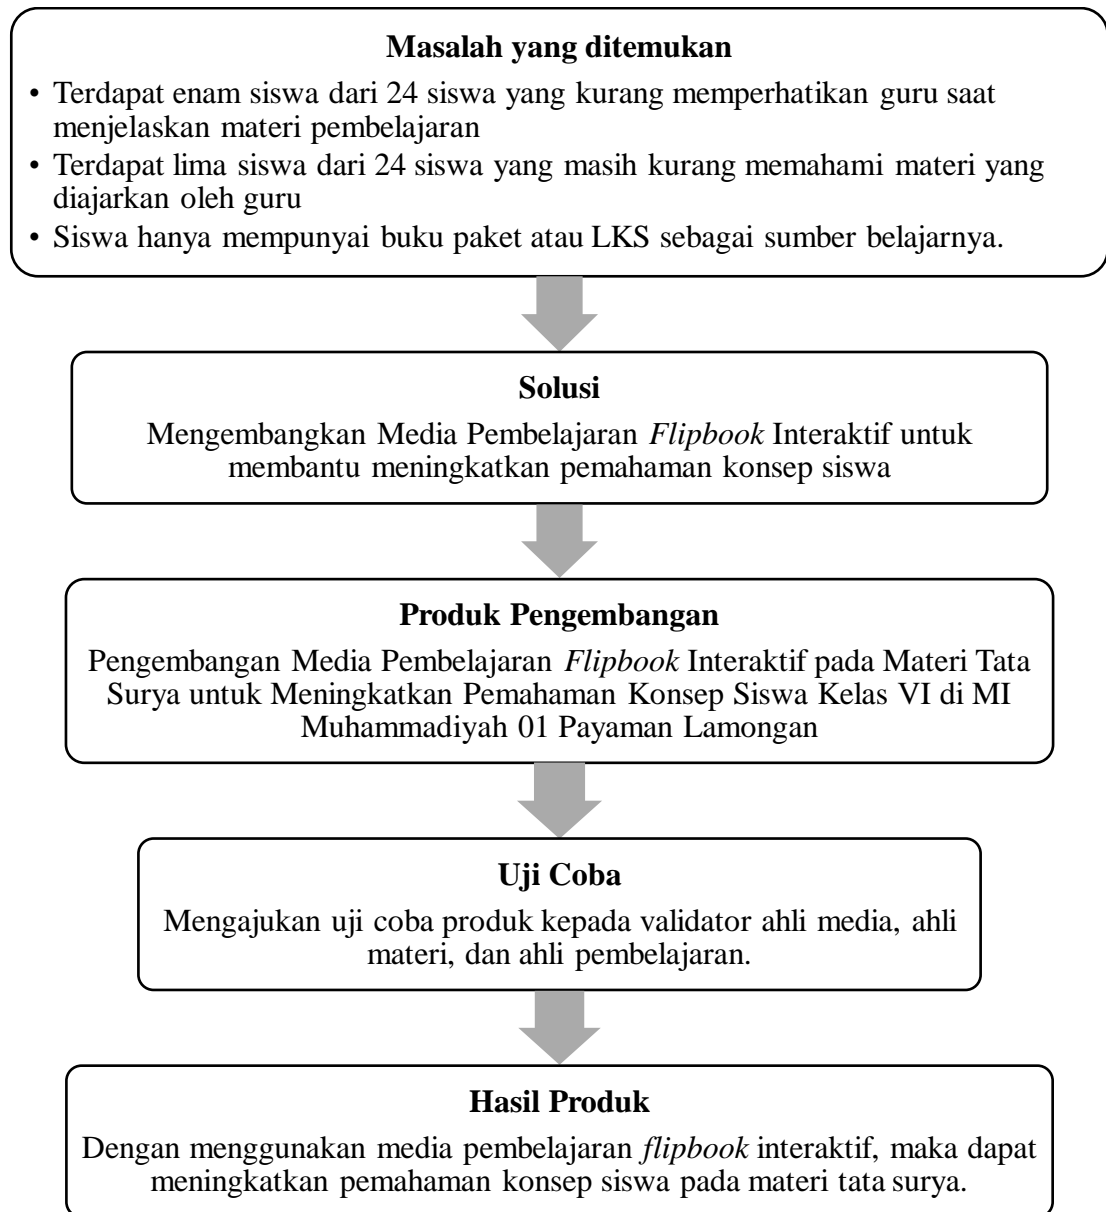 Masalah yang ditemukan
• Terdapat enam siswa dari 24 siswa yang kurang memperhatikan guru saat
menjelaskan materi pembelajaran
• Terdapat lima siswa dari 24 siswa yang masih kurang memahami materi yang
diajarkan oleh guru
• Siswa hanya mempunyai buku paket atau LKS sebagai sumber belajarnya.
Solusi
Mengembangkan Media Pembelajaran Flipbook Interaktif untuk
membantu meningkatkan pemahaman konsep siswa
Produk Pengembangan
Pengembangan Media Pembelajaran Flipbook Interaktif pada Materi Tata
Surya untuk Meningkatkan Pemahaman Konsep Siswa Kelas VI di MI
Muhammadiyah 01 Payaman Lamongan
Uji Coba
Mengajukan uji coba produk kepada validator ahli media, ahli
materi, dan ahli pembelajaran.
Hasil Produk
Dengan menggunakan media pembelajaran flipbook interaktif, maka dapat
meningkatkan pemahaman konsep siswa pada materi tata surya.